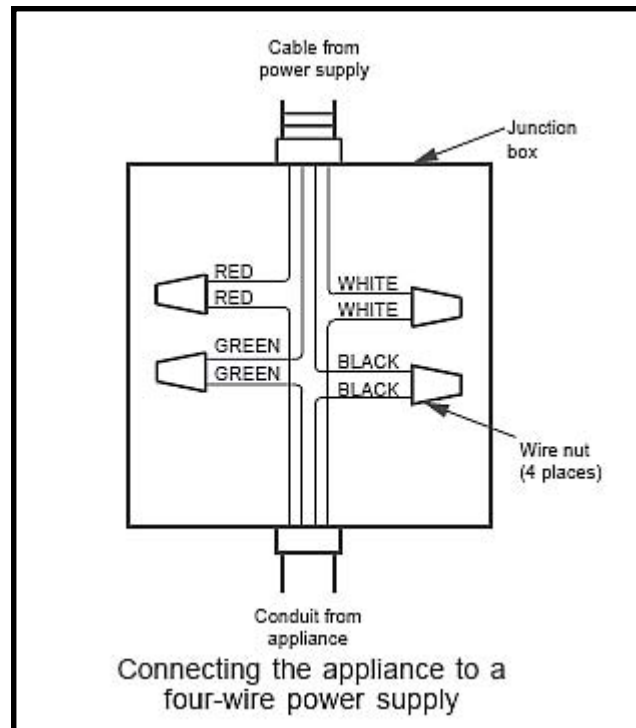 Cable from
power supply
Junction
box
RED
RED
WHITE
WHITE
GREEN
GREEN
BLACK
BLACK
Wire nut
(4 places)
Conduit from
appliance
Connecting the appliance to a
four-wire power supply